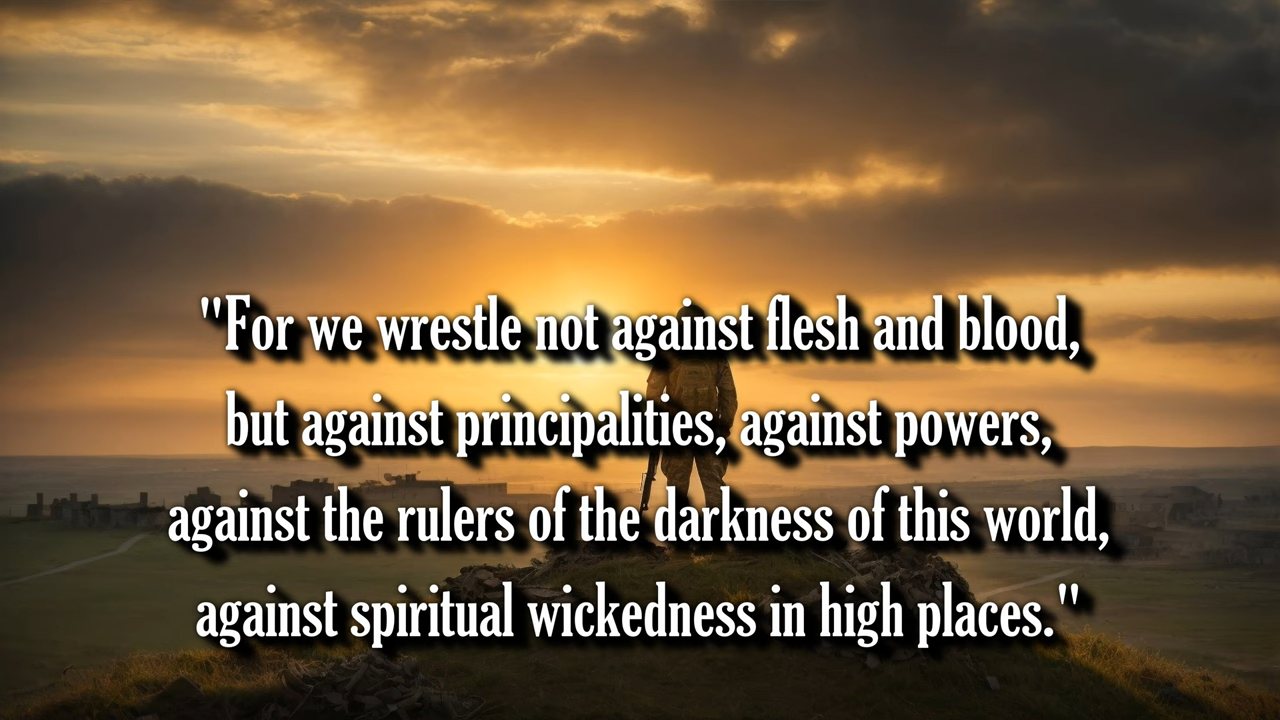 "For we wrestle not against flesh and blood,
but against principalities, against powers,
against the rulers of the darkness of this world,
against spiritual wickedness in high places."